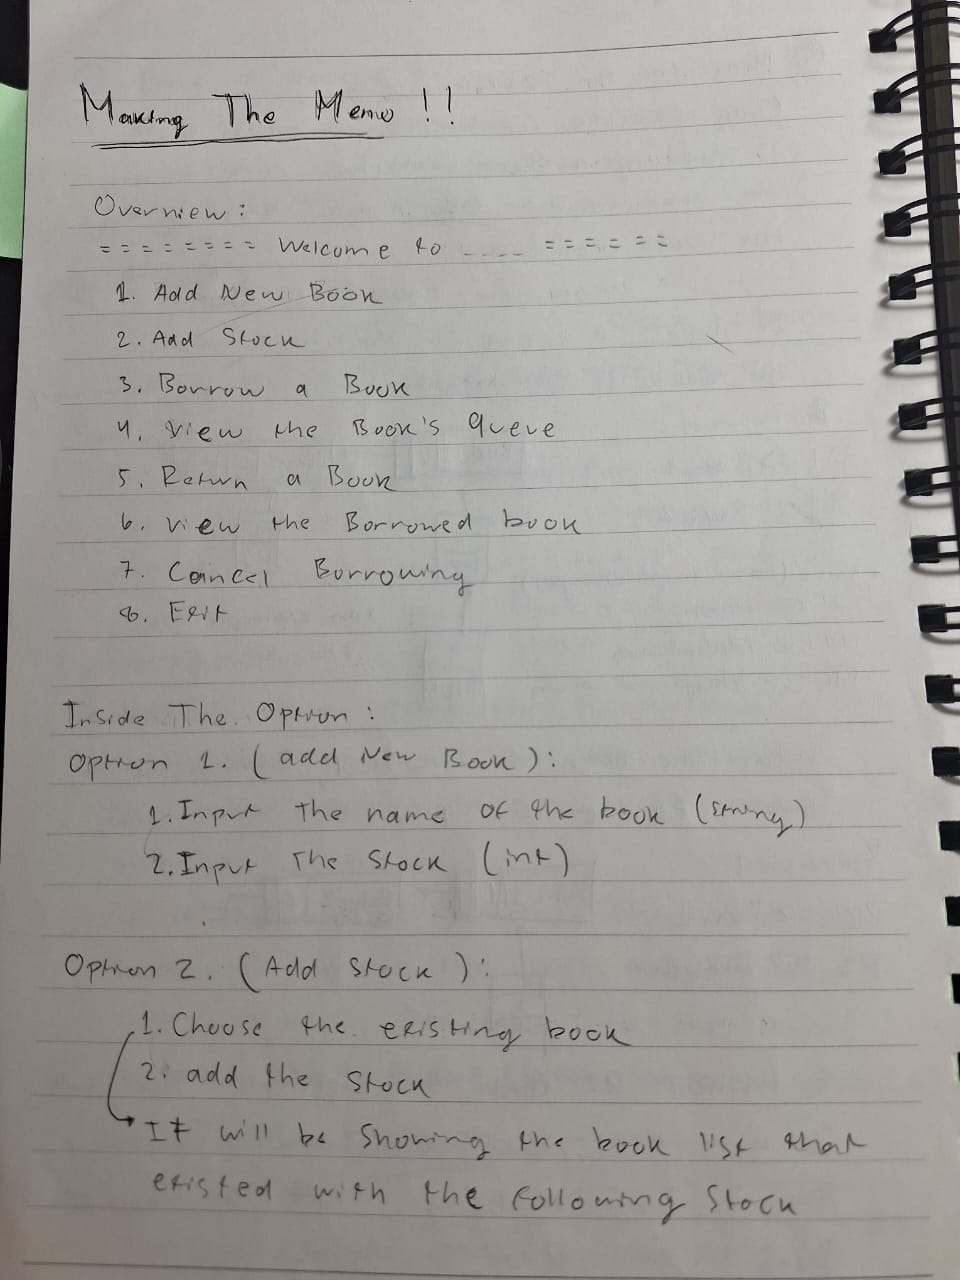 Making The Memo !!
Overview :
= = = = = = = = Welcome to _ _ _ _ = = = = = =
1. Add New Book
2. Add Stock
3. Borrow a Book
4. View the Book's queue
5. Return a Book
6. View the Borrowed book
7. Cancel Borrowing
8. Exit
Inside The Option :
Option 1. ( add New Book ) :
1. Input the name of the book (string)
2. Input The Stock (int)
Option 2. ( Add Stock ) :
1. Choose the existing book
2. add the Stock
It will be Showing the book list that
existed with the following Stock